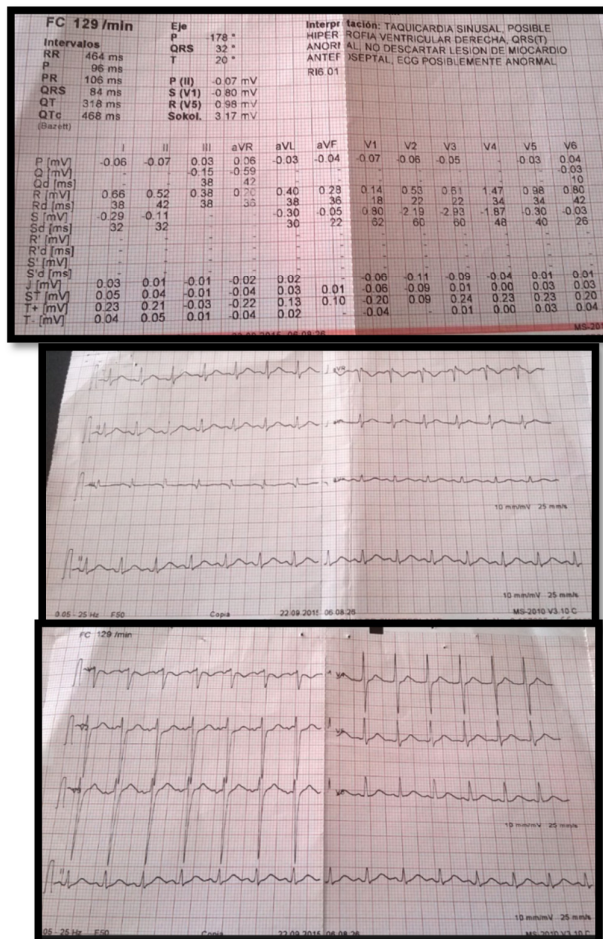 FC 129 /min
Intervalos
RR 464 ms
P 96 ms
PR 106 ms
QRS 84 ms
QT 318 ms
QTc 468 ms
(Bazett)
Eje
P 178 °
QRS 32 °
T 20 °
P (II) -0.07 mV
S (V1) -0.80 mV
R (V5) 0.98 mV
Sokol. 3.17 mV
Interpretación: TAQUICARDIA SINUSAL, POSIBLE
HIPERTROFIA VENTRICULAR DERECHA, QRS(T)
ANORMAL, NO DESCARTAR LESION DE MIOCARDIO
ANTEROSEPTAL, ECG POSIBLEMENTE ANORMAL
RI6.01
I II III aVR aVL aVF V1 V2 V3 V4 V5 V6
P [mV] -0.06 -0.07 0.03 0.06 -0.03 -0.04 -0.07 -0.06 -0.05 - -0.03 0.04
Q [mV] - - -0.15 -0.59 - - - - - - - -0.03
Qd [ms] - - 38 42 - - - - - - - 10
R [mV] 0.66 0.52 0.38 0.40 0.28 0.14 0.53 0.61 1.47 0.98 0.80
Rd [ms] 38 42 38 38 36 18 22 22 34 34 42
S [mV] -0.29 -0.11 - - -0.30 -0.05 -0.80 -2.19 -2.93 -1.87 -0.30 -0.03
Sd [ms] 32 32 - - 30 22 62 60 60 48 40 26
R' [mV]
R'd [ms]
S' [mV]
S'd [ms]
J [mV] 0.03 0.01 -0.01 -0.02 0.02 - -0.06 -0.11 -0.09 -0.04 0.01 0.01
ST [mV] 0.05 0.04 -0.01 -0.04 0.03 0.01 -0.06 -0.09 0.01 0.00 0.03 0.03
T+ [mV] 0.23 0.21 -0.03 -0.22 0.13 0.10 -0.20 0.09 0.24 0.23 0.23 0.20
T- [mV] 0.04 0.05 0.01 -0.04 0.02 - -0.04 - 0.01 0.00 0.03 0.04
MS-201
10 mm/mV 25 mm/s
II
10 mm/mV 25 mm/s
0.05 - 25 Hz F50 Copia 22.09.2015 06:08:26 MS-2010 V3.10 C
FC 129 /min
10 mm/mV 25 mm/s
II
10 mm/mV 25 mm/s
05 - 25 Hz F50 Copia 22.09.2015 06:08:26 MS-2010 V3.10 C